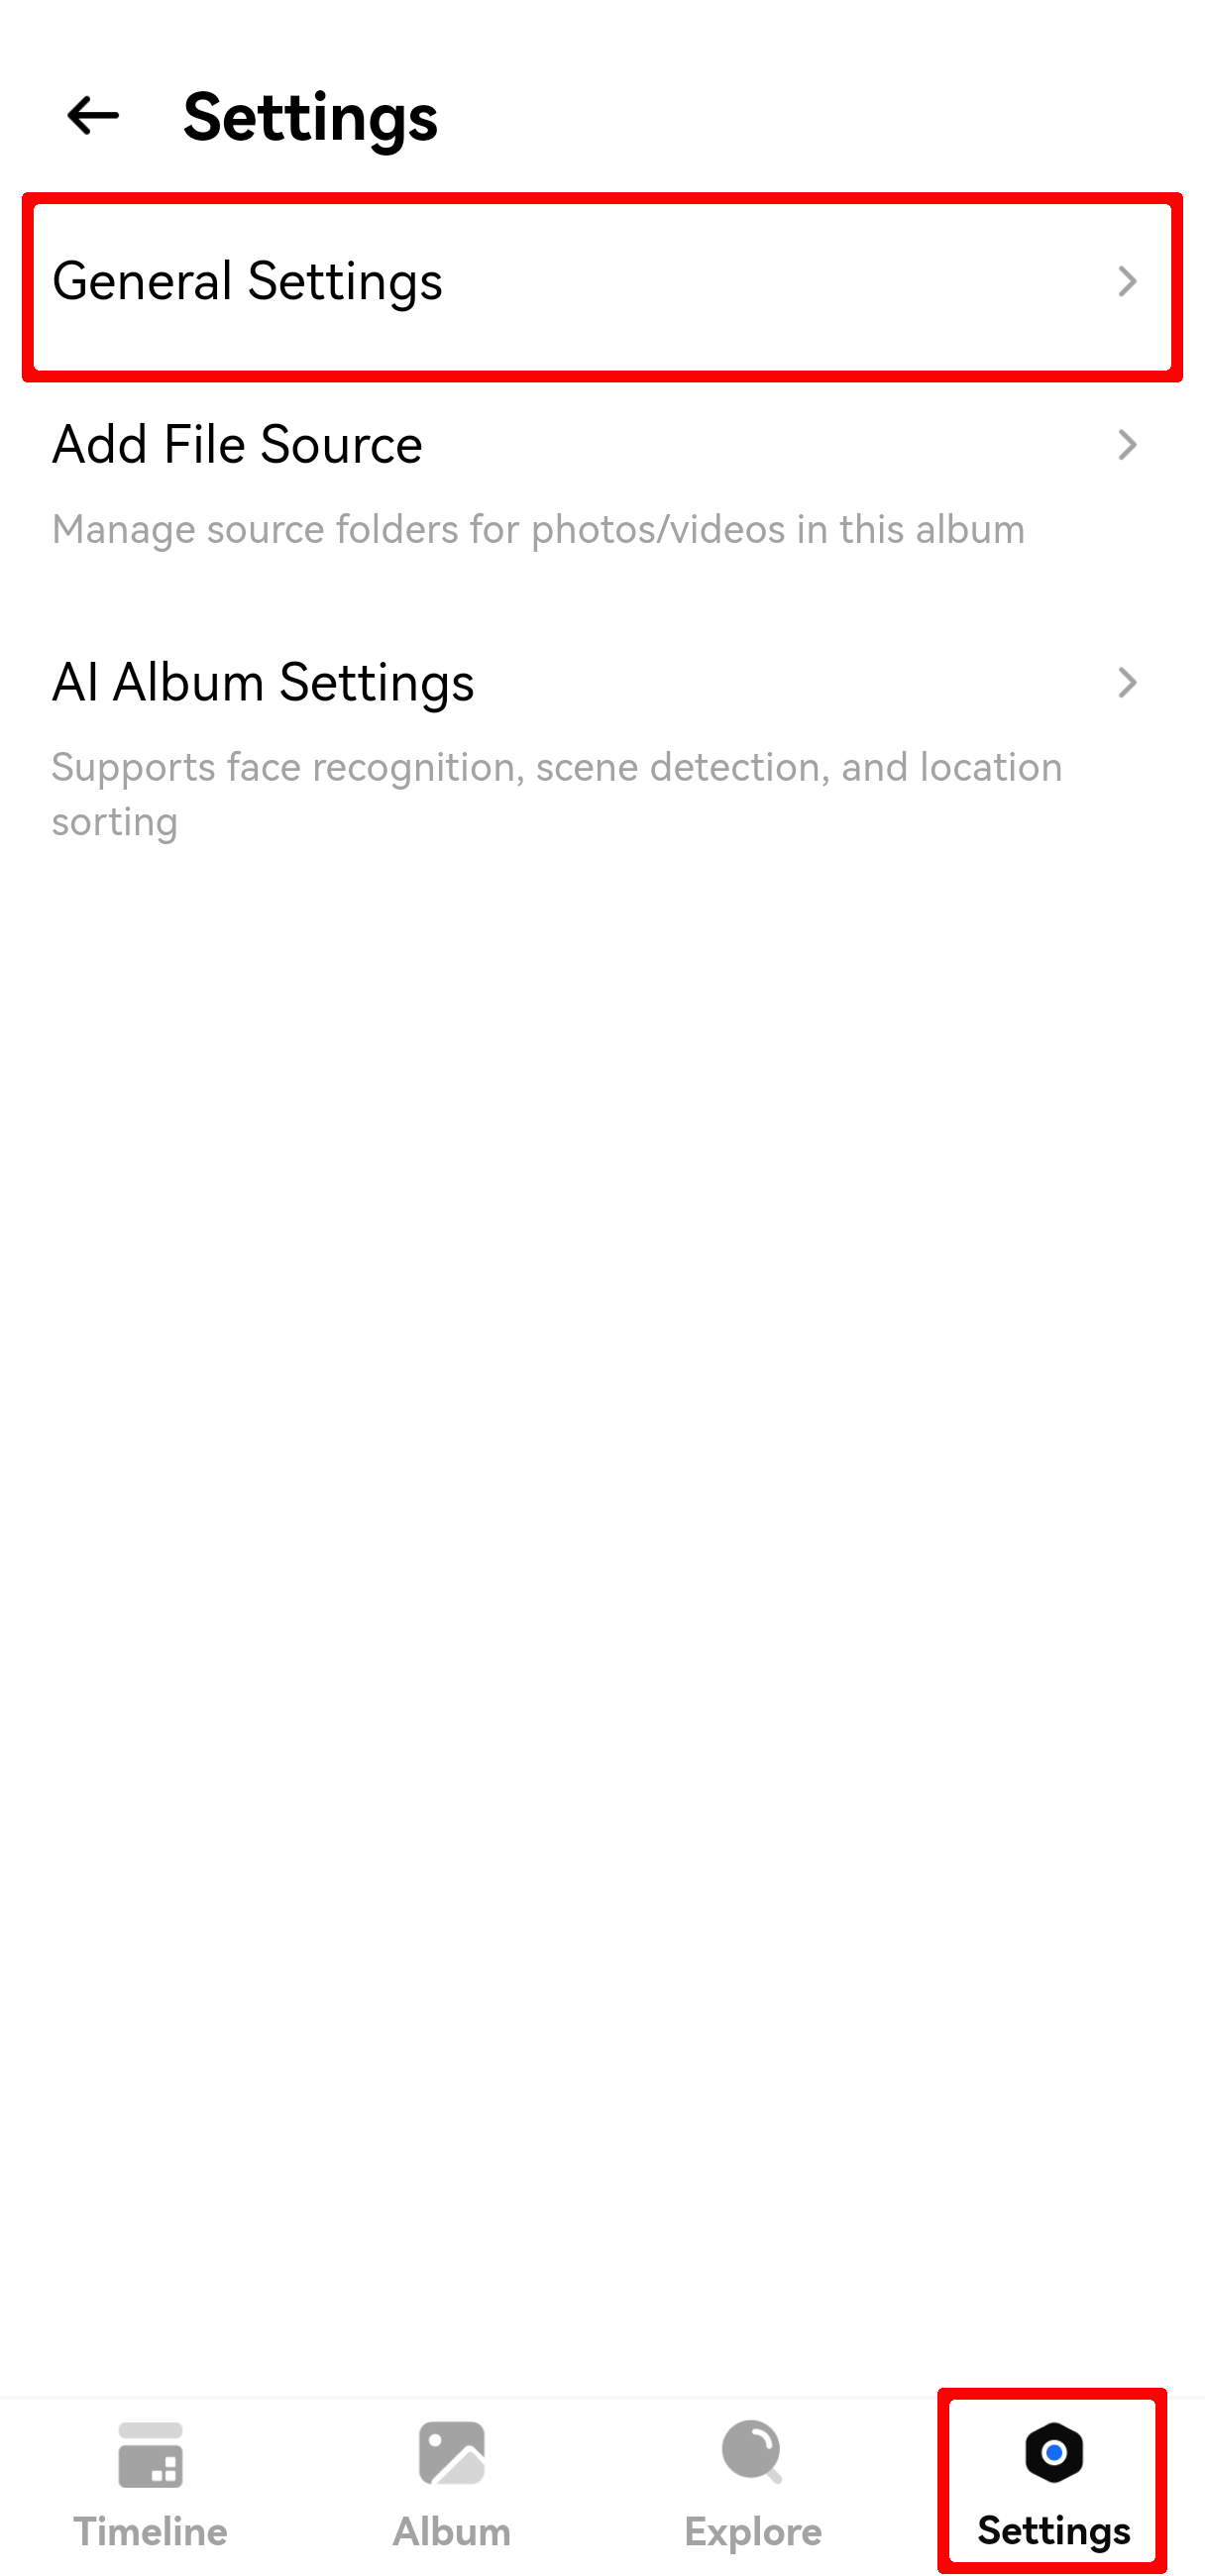 Settings
General Settings
Add File Source
Manage source folders for photos/videos in this album
AI Album Settings
Supports face recognition, scene detection, and location
sorting
Timeline
Album
Explore
Settings